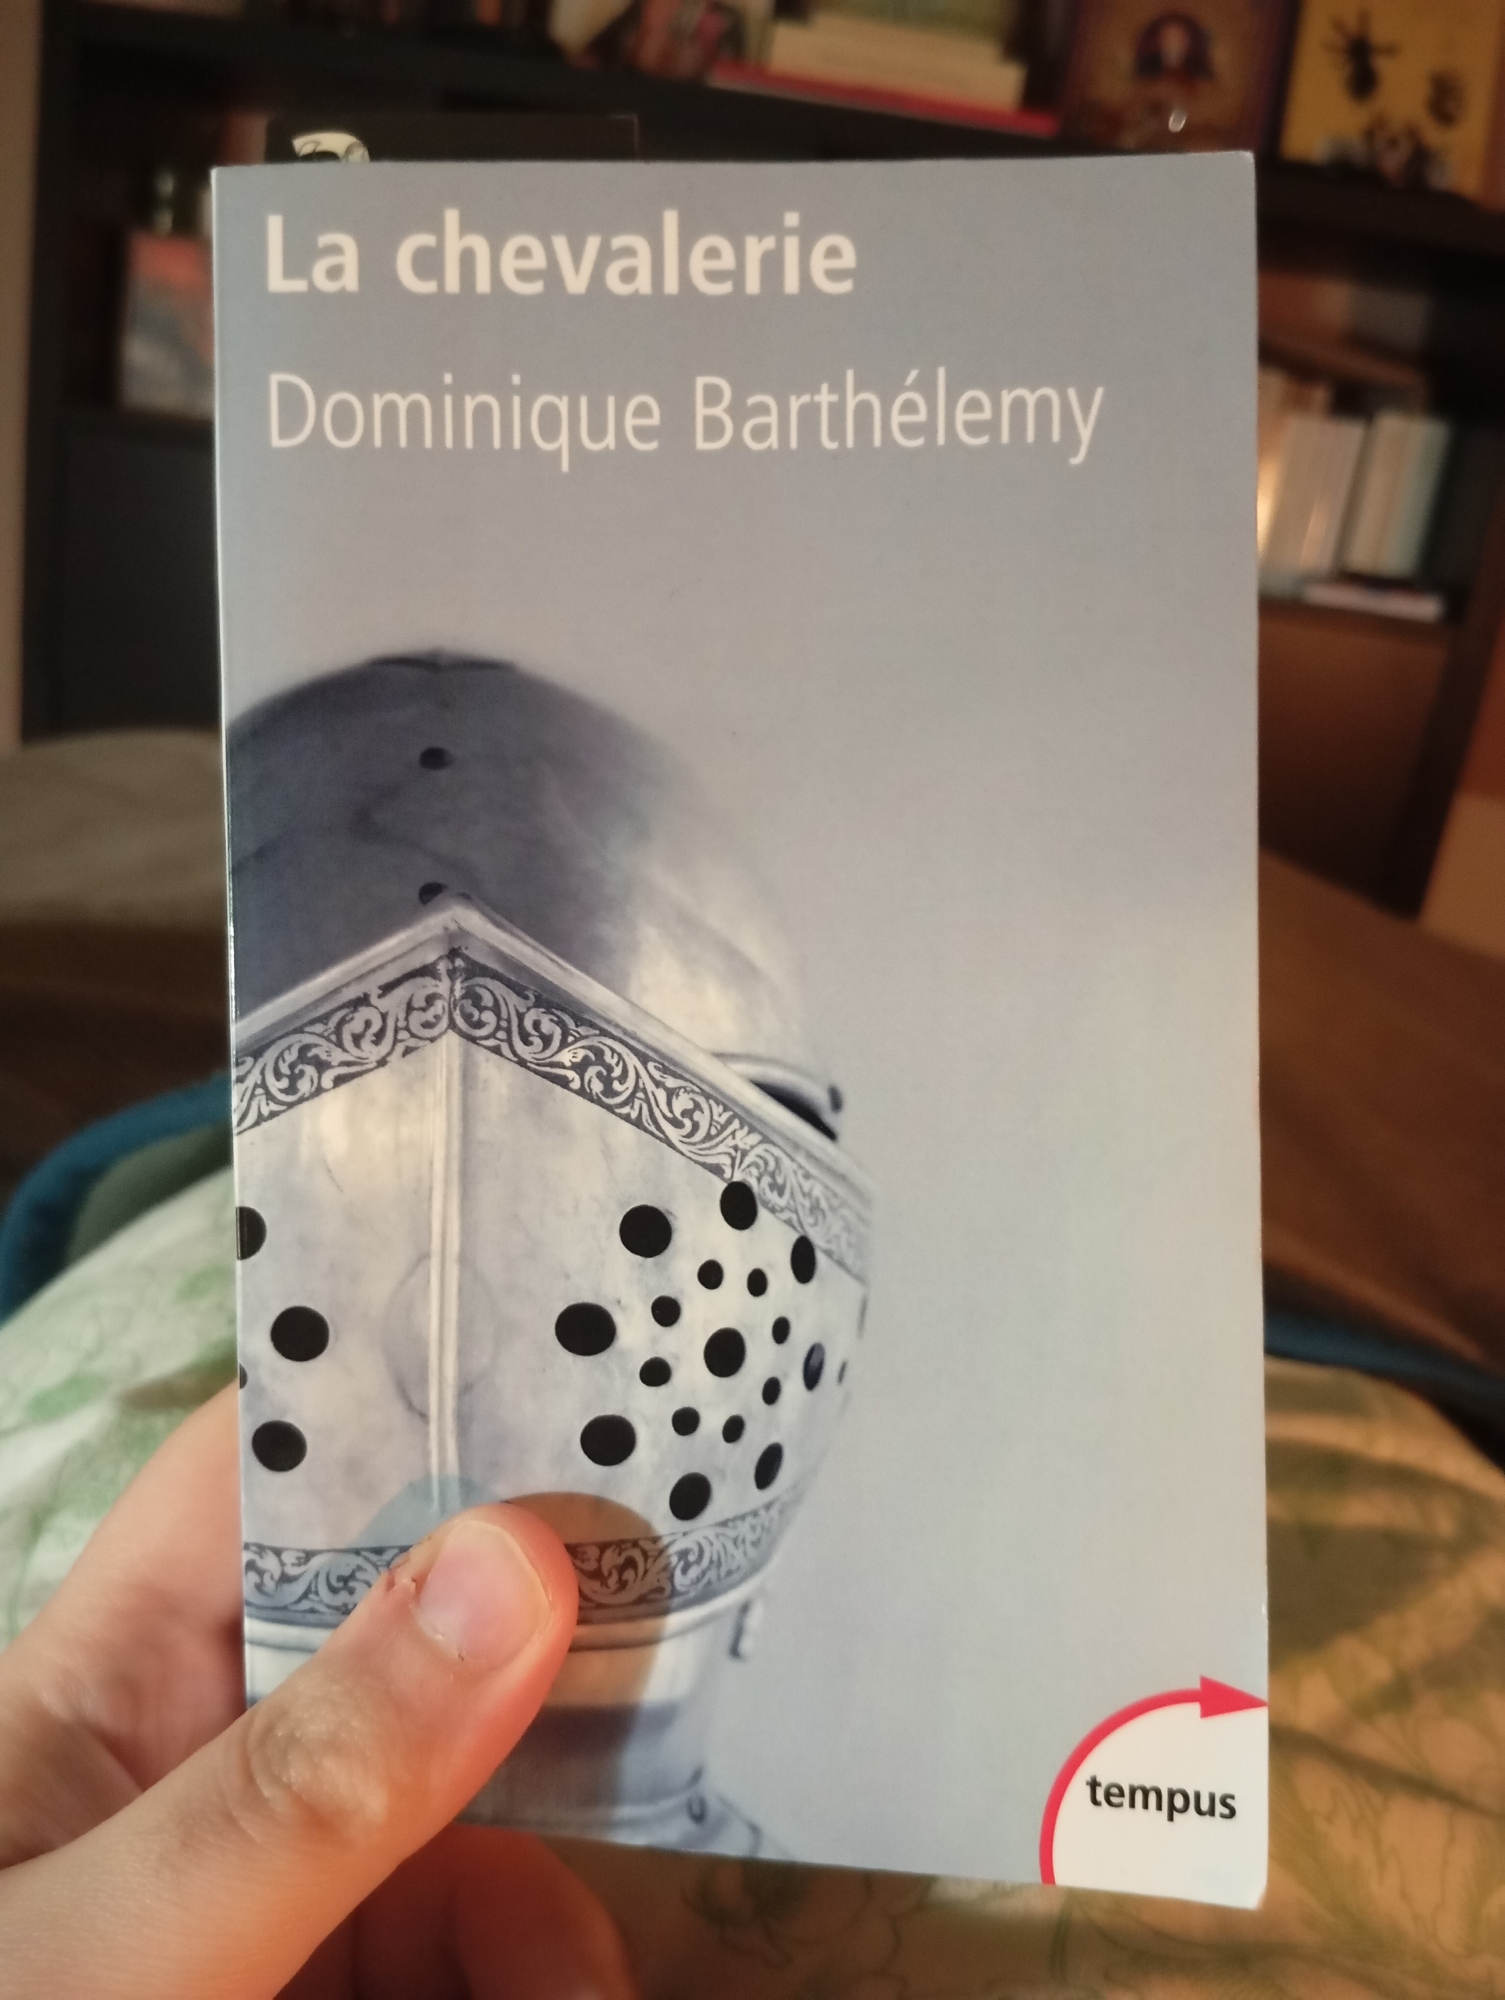 La chevalerie
Dominique Barthélemy
tempus